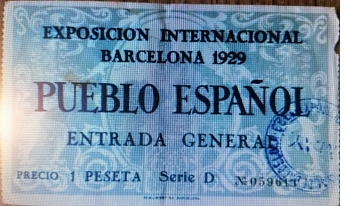 EXPOSICION INTERNACIONAL
BARCELONA 1929
PUEBLO ESPAÑOL
ENTRADA GENERAL
PRECIO 1 PESETA Serie D